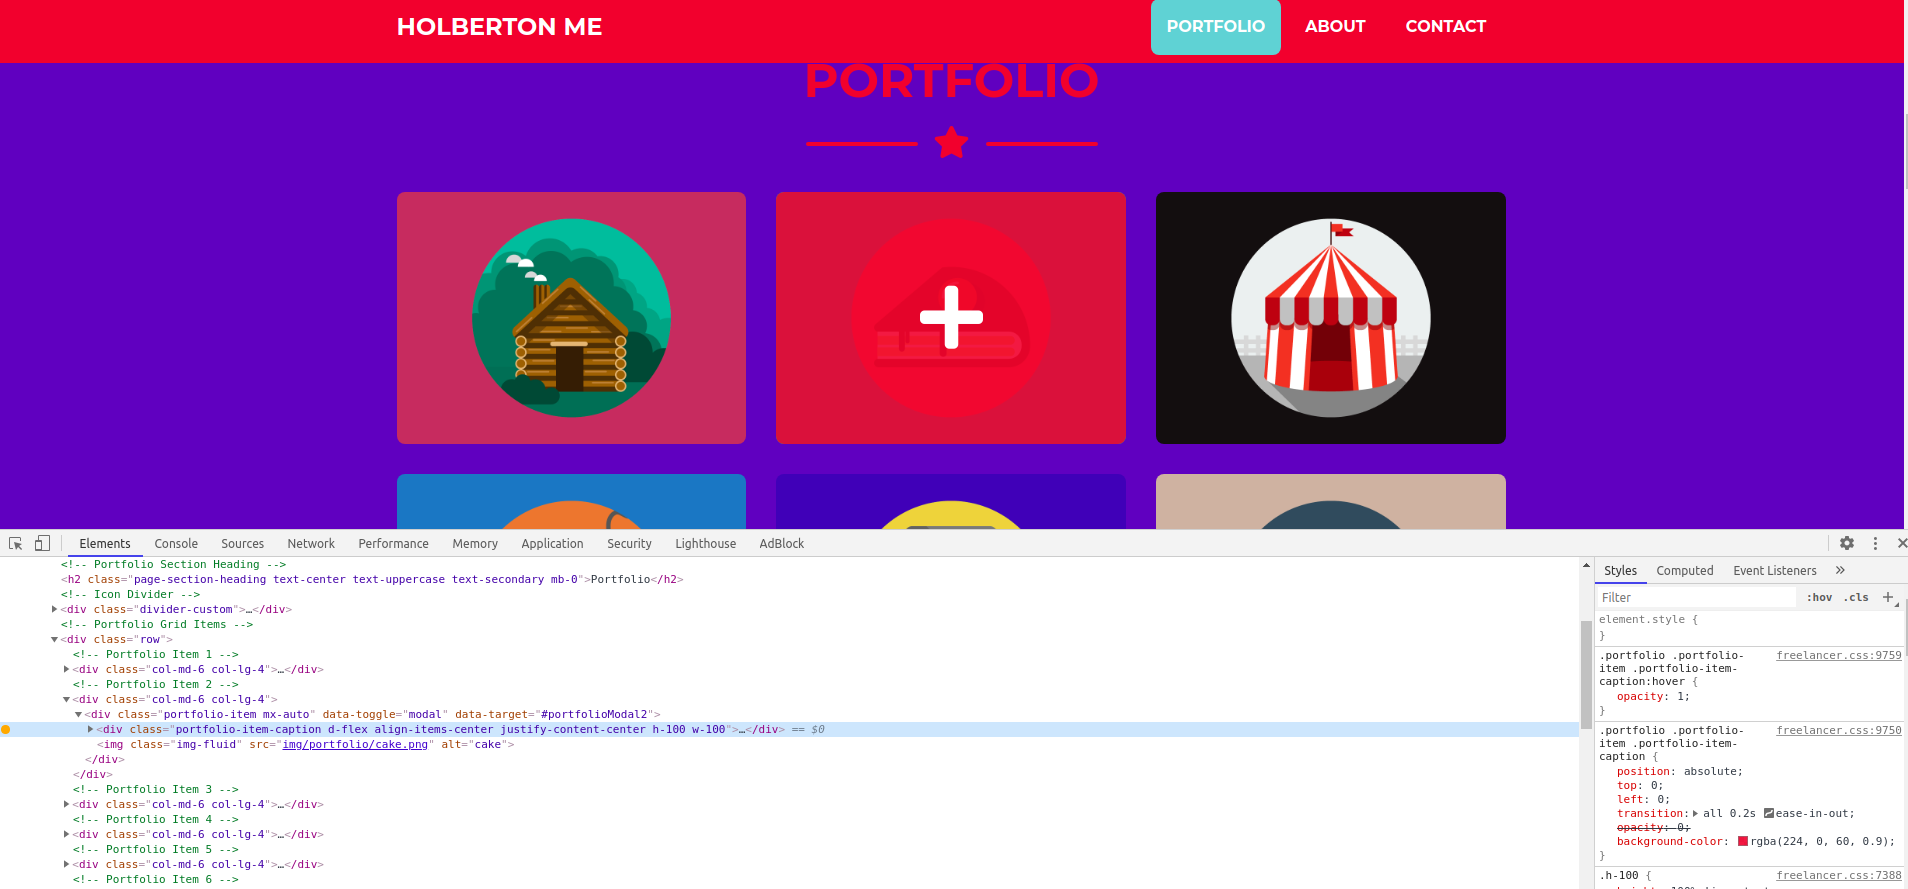 HOLBERTON ME
PORTFOLIO ABOUT CONTACT
PORTFOLIO
Elements Console Sources Network Performance Memory Application Security Lighthouse AdBlock
<!-- Portfolio Section Heading -->
<h2 class="page-section-heading text-center text-uppercase text-secondary mb-0">Portfolio</h2>
<!-- Icon Divider -->
<div class="divider-custom">…</div>
<!-- Portfolio Grid Items -->
<div class="row">
<!-- Portfolio Item 1 -->
<div class="col-md-6 col-lg-4">…</div>
<!-- Portfolio Item 2 -->
<div class="col-md-6 col-lg-4">
<div class="portfolio-item mx-auto" data-toggle="modal" data-target="#portfolioModal2">
<div class="portfolio-item-caption d-flex align-items-center justify-content-center h-100 w-100">…</div> == $0
<img class="img-fluid" src="img/portfolio/cake.png" alt="cake">
</div>
</div>
<!-- Portfolio Item 3 -->
<div class="col-md-6 col-lg-4">…</div>
<!-- Portfolio Item 4 -->
<div class="col-md-6 col-lg-4">…</div>
<!-- Portfolio Item 5 -->
<div class="col-md-6 col-lg-4">…</div>
<!-- Portfolio Item 6 -->
Styles Computed Event Listeners »
Filter :hov .cls +
element.style {
}
.portfolio .portfolio- freelancer.css:9759
item .portfolio-item-
caption:hover {
opacity: 1;
}
.portfolio .portfolio- freelancer.css:9750
item .portfolio-item-
caption {
position: absolute;
top: 0;
left: 0;
transition: all 0.2s ease-in-out;
opacity: 0;
background-color: rgba(224, 0, 60, 0.9);
}
.h-100 { freelancer.css:7388